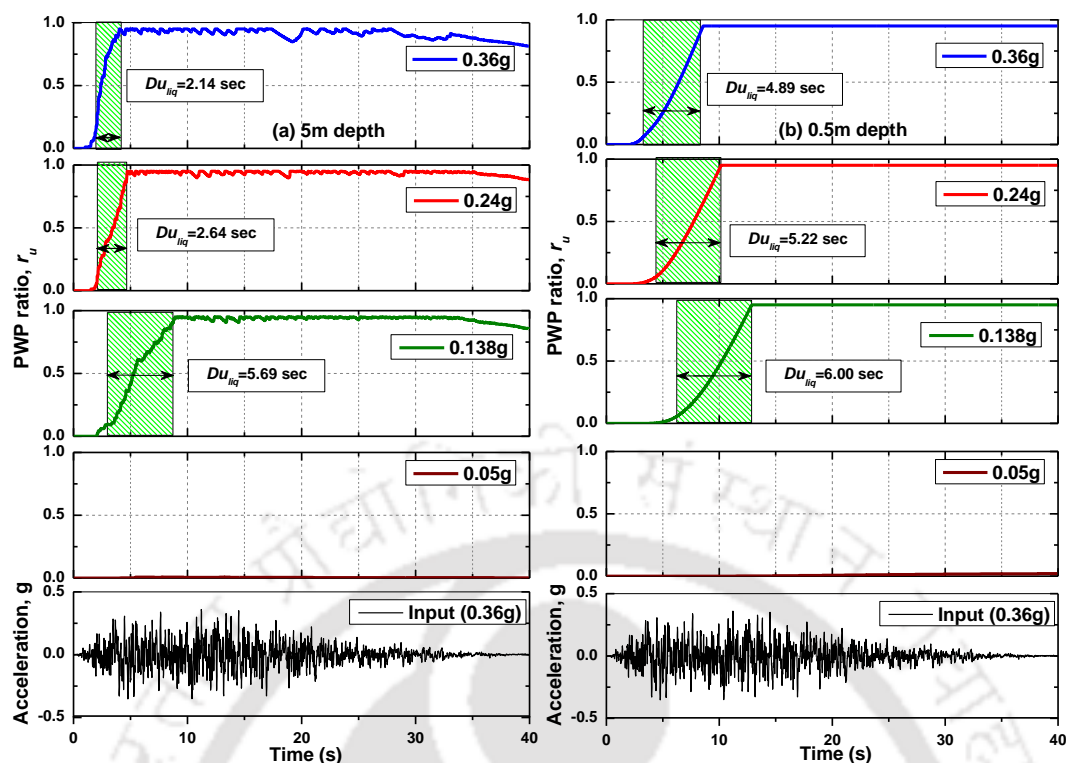 1.0
0.5
0.0
0.36g
Du_liq=2.14 sec
(a) 5m depth
1.0
0.5
0.0
0.24g
Du_liq=2.64 sec
1.0
0.5
0.0
0.138g
Du_liq=5.69 sec
1.0
0.5
0.0
0.05g
PWP ratio, r_u
0.5
0.0
-0.5
Input (0.36g)
Acceleration, g
0 10 20 30 40
Time (s)
1.0
0.5
0.0
0.36g
Du_liq=4.89 sec
(b) 0.5m depth
1.0
0.5
0.0
0.24g
Du_liq=5.22 sec
1.0
0.5
0.0
0.138g
Du_liq=6.00 sec
1.0
0.5
0.0
0.05g
PWP ratio, r_u
0.5
0.0
-0.5
Input (0.36g)
Acceleration, g
0 10 20 30 40
Time (s)